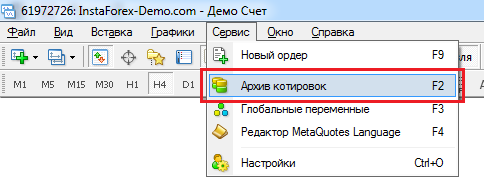 61972726: InstaForex-Demo.com - Демо Счет
Файл Вид Вставка Графики Сервис Окно Справка
Новый ордер F9
M1 M5 M15 M30 H1 H4 D1
Архив котировок F2
Глобальные переменные F3
Редактор MetaQuotes Language F4
Настройки Ctrl+O